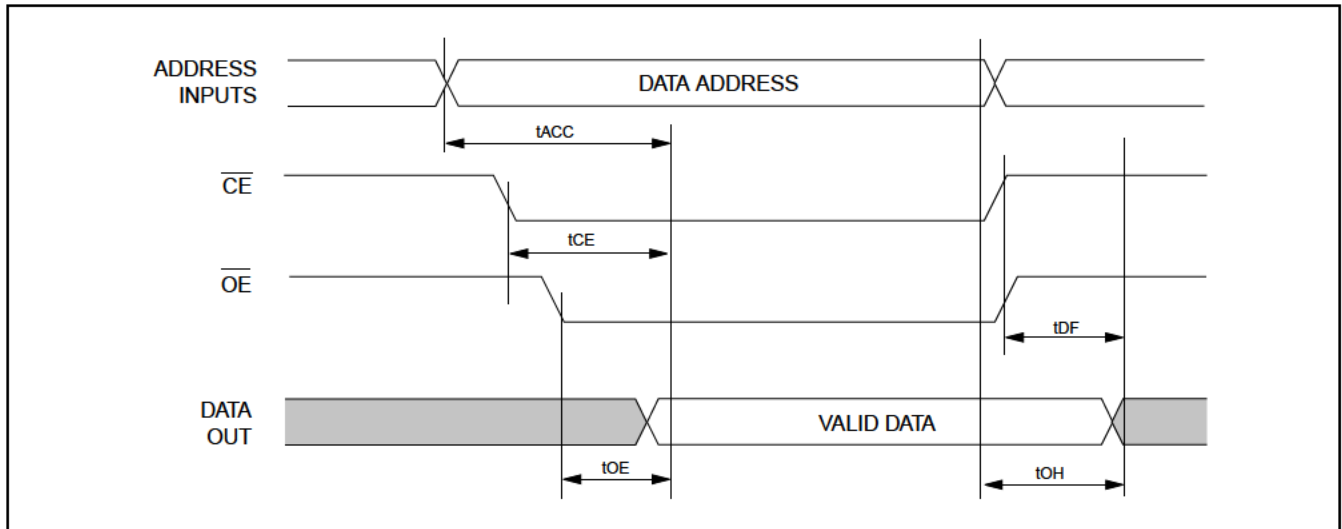 ADDRESS
INPUTS
DATA ADDRESS
tACC
CE
tCE
OE
tDF
DATA
OUT
VALID DATA
tOE
tOH